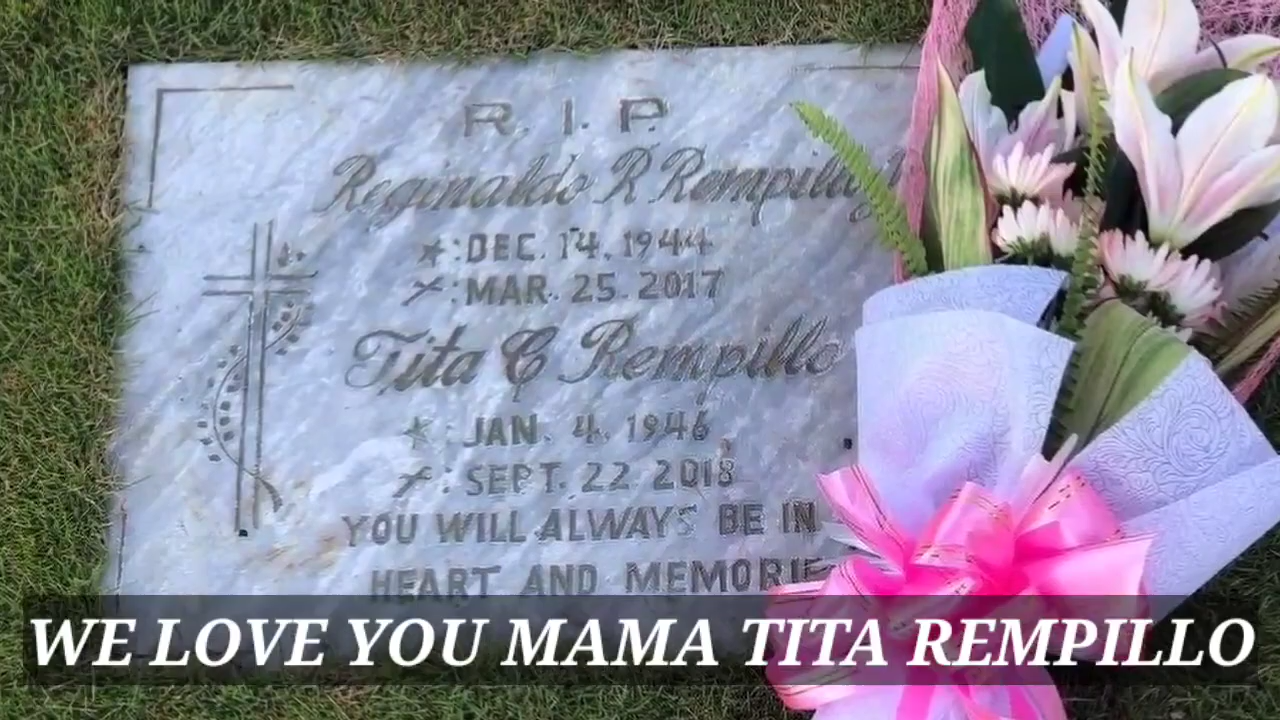 R. I. P.
Reginaldo R Rempillo
★: DEC. 14. 1944
MAR. 25. 2017
Tita C Rempillo
★: JAN. 4. 1946
: SEPT. 22 2018
YOU WILL ALWAYS BE IN
HEART AND MEMORIE
WE LOVE YOU MAMA TITA REMPILLO